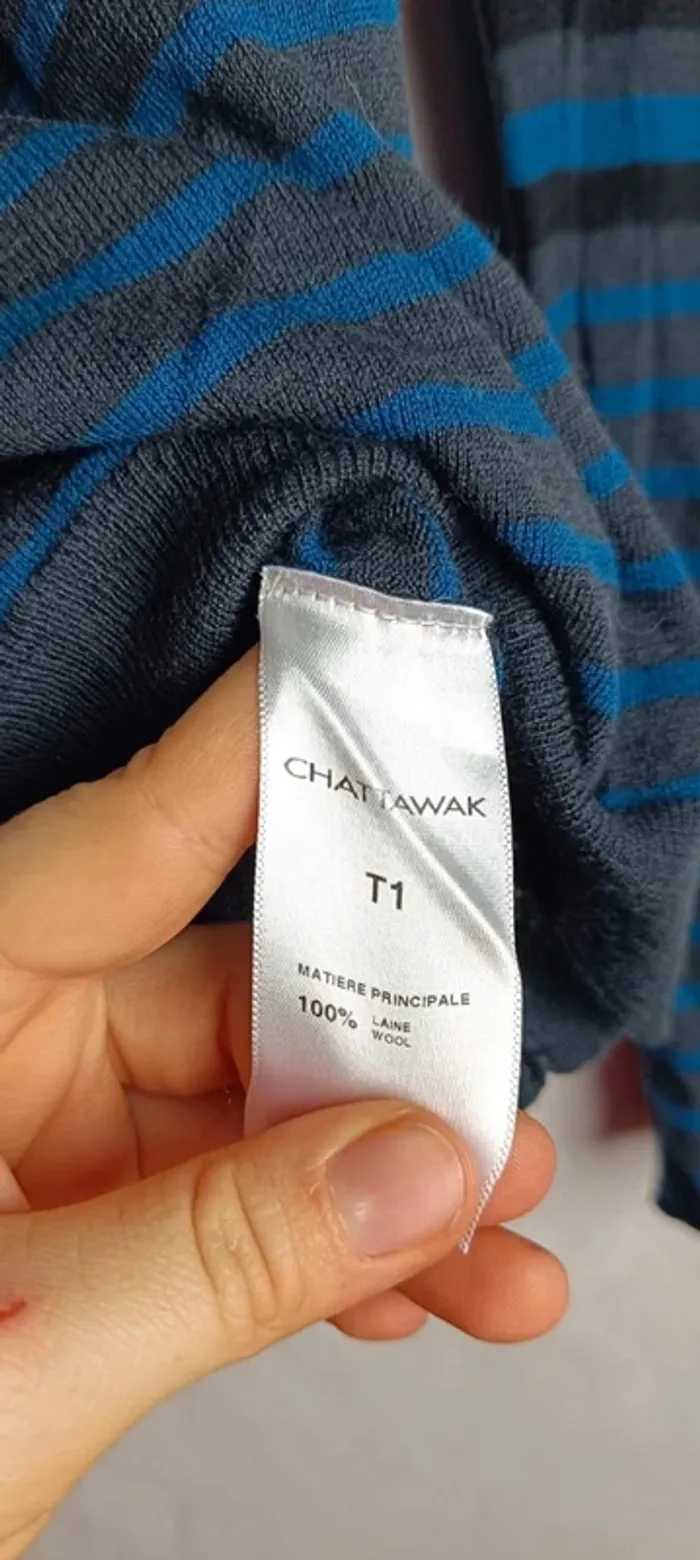 CHATTAWAK
T1
MATIERE PRINCIPALE
100% LAINE
WOOL